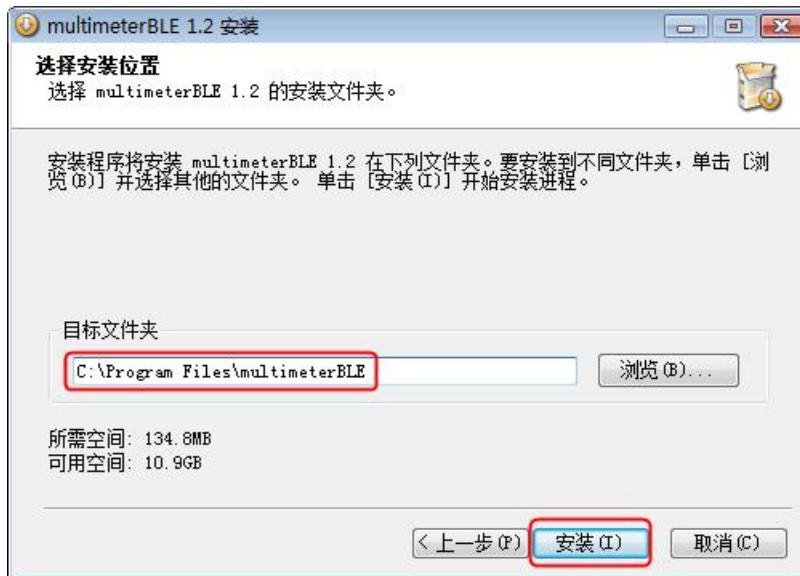 multimeterBLE 1.2 安装
选择安装位置
选择 multimeterBLE 1.2 的安装文件夹。
安装程序将安装 multimeterBLE 1.2 在下列文件夹。要安装到不同文件夹，单击 [浏
览(B)] 并选择其他的文件夹。 单击 [安装(I)] 开始安装进程。
目标文件夹
C:\Program Files\multimeterBLE
浏览(B)...
所需空间: 134.8MB
可用空间: 10.9GB
< 上一步(P)
安装(I)
取消(C)